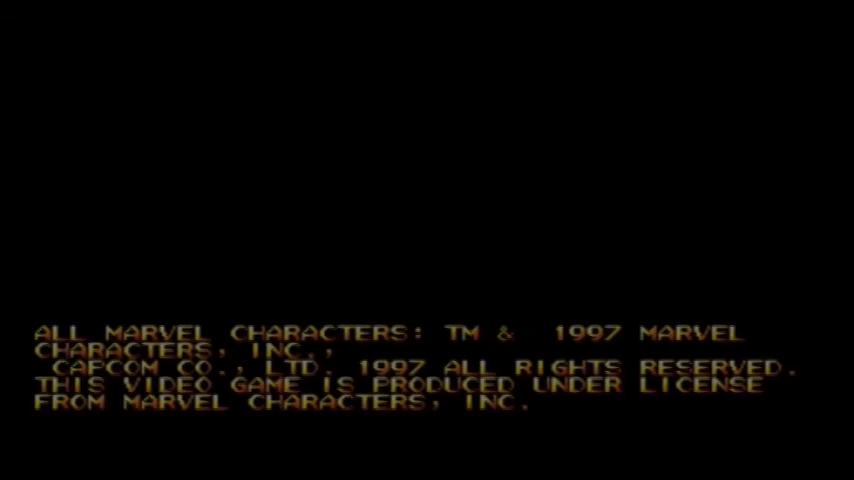 ALL MARVEL CHARACTERS: TM &  1997 MARVEL
CHARACTERS, INC.,
CAPCOM CO., LTD. 1997 ALL RIGHTS RESERVED.
THIS VIDEO GAME IS PRODUCED UNDER LICENSE
FROM MARVEL CHARACTERS, INC.